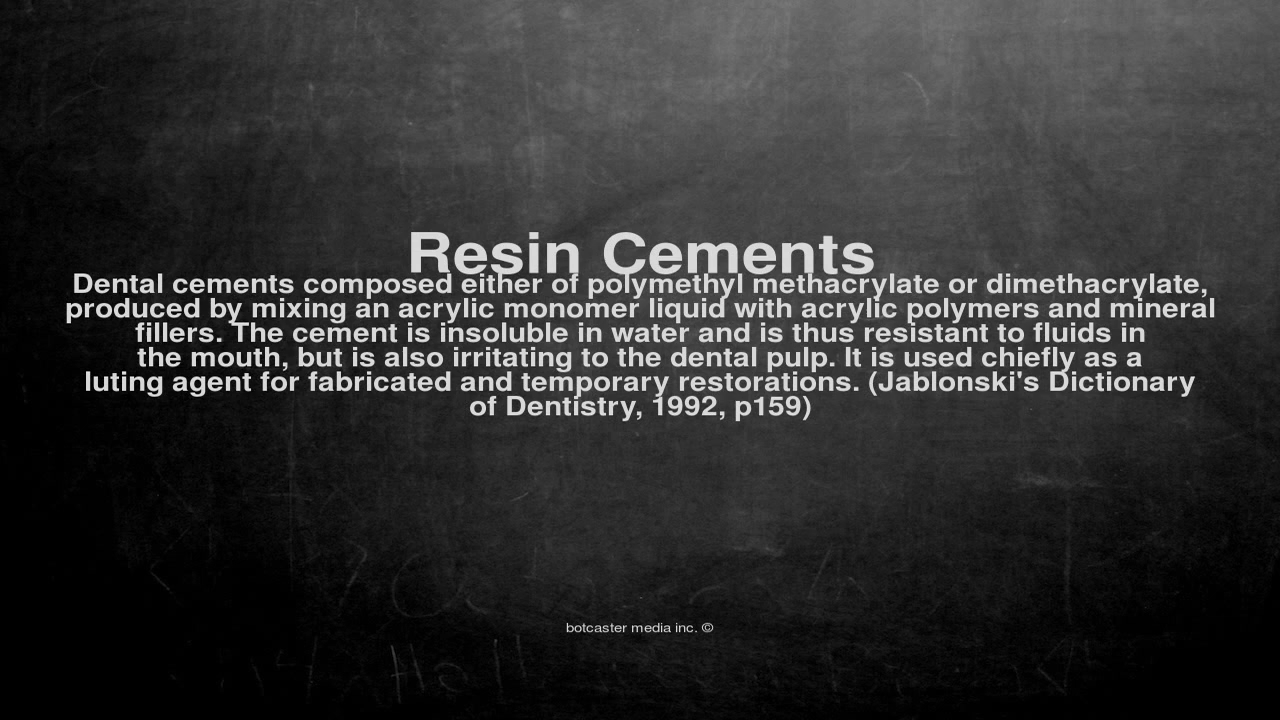 Resin Cements
Dental cements composed either of polymethyl methacrylate or dimethacrylate,
produced by mixing an acrylic monomer liquid with acrylic polymers and mineral
fillers. The cement is insoluble in water and is thus resistant to fluids in
the mouth, but is also irritating to the dental pulp. It is used chiefly as a
luting agent for fabricated and temporary restorations. (Jablonski's Dictionary
of Dentistry, 1992, p159)
botcaster media inc. ©